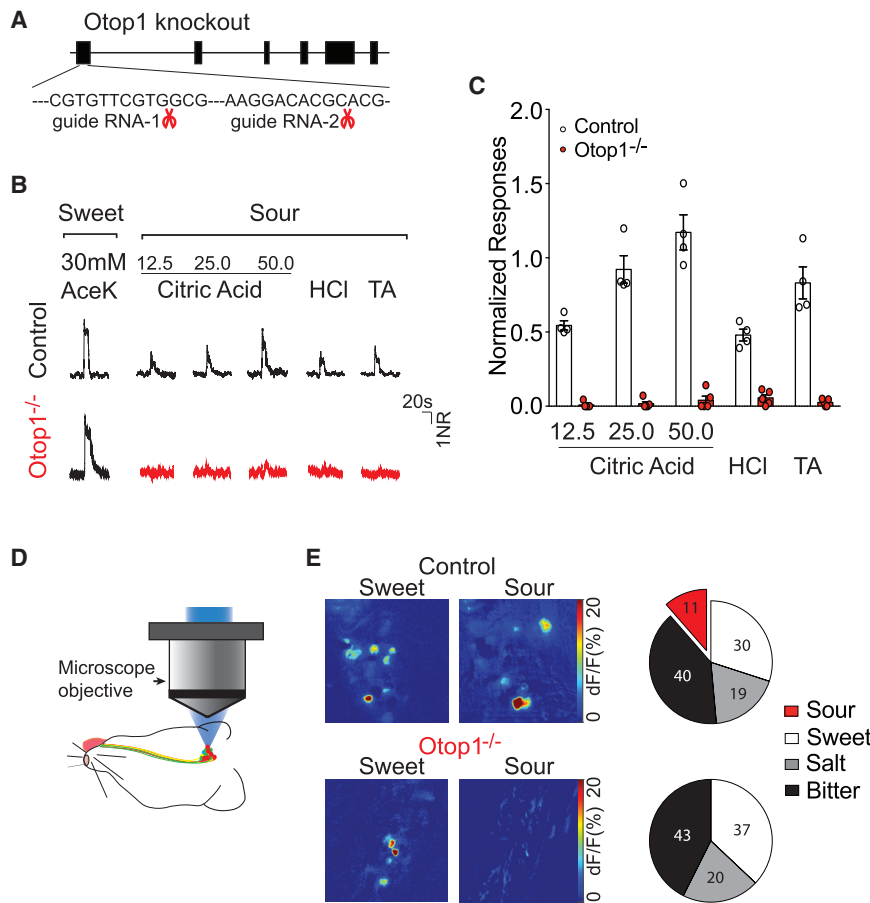 A
Otop1 knockout
---CGTGTTCGTGGCG---AAGGACACGCACG-
guide RNA-1 guide RNA-2
B
Sweet Sour
30mM 12.5 25.0 50.0
AceK Citric Acid HCl TA
Control
Otop1-/-
20s
1NR
C
Normalized Responses
2.0
1.5
1.0
0.5
0.0
Control
Otop1-/-
12.5 25.0 50.0
Citric Acid HCl TA
D
Microscope
objective
E
Control
Sweet Sour
0 dF/F(%) 20
11
30
40
19
Otop1-/-
Sweet Sour
0 dF/F(%) 20
43
37
20
Sour
Sweet
Salt
Bitter